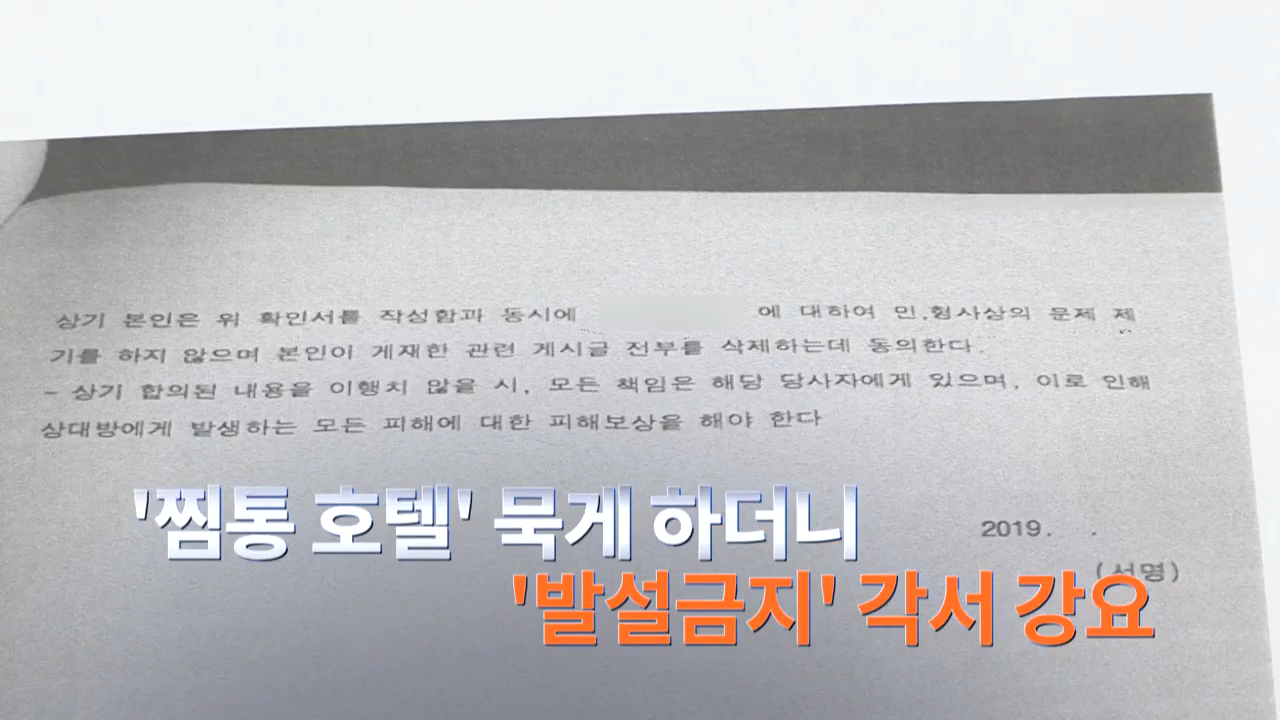 상기 본인은 위 확인서를 작성함과 동시에 에 대하여 민,형사상의 문제 제
기를 하지 않으며 본인이 게재한 관련 게시글 전부를 삭제하는데 동의한다.
- 상기 합의된 내용을 이행치 않을 시, 모든 책임은 해당 당사자에게 있으며, 이로 인해
상대방에게 발생하는 모든 피해에 대한 피해보상을 해야 한다
'찜통 호텔' 묵게 하더니
2019. .
(서명)
'발설금지' 각서 강요